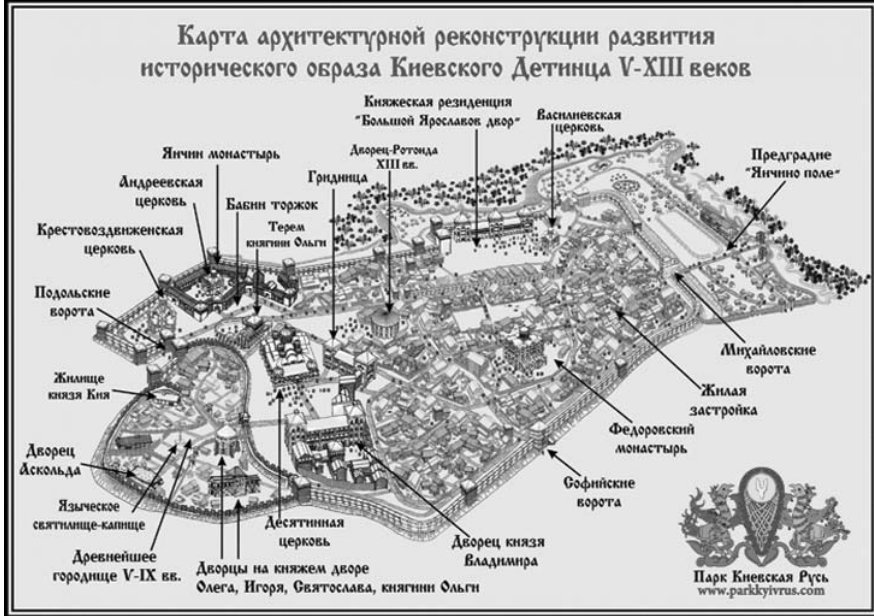 Карта архитектурной реконструкции развития
исторического образа Киевского Детинца V-XIII веков
Княжеская резиденция
"Большой Ярославов двор"
Василиевская
церковь
Дворец-Ротонда
XIII вв.
Предградие
"Янчино поле"
Янчин монастырь
Гридница
Андреевская
церковь
Бабин торжок
Терем
княгини Ольги
Крестовоздвиженская
церковь
Подольские
ворота
Михайловские
ворота
Жилище
князя Кия
Жилая
застройка
Федоровский
монастырь
Дворец
Аскольда
Софийские
ворота
Языческое
святилище-капище
Десятинная
церковь
Дворец князя
Владимира
Древнейшее
городище V-IX вв.
Дворцы на княжем дворе
Олега, Игоря, Святослава, княгини Ольги
Парк Киевская Русь
www.parkkyivrus.com